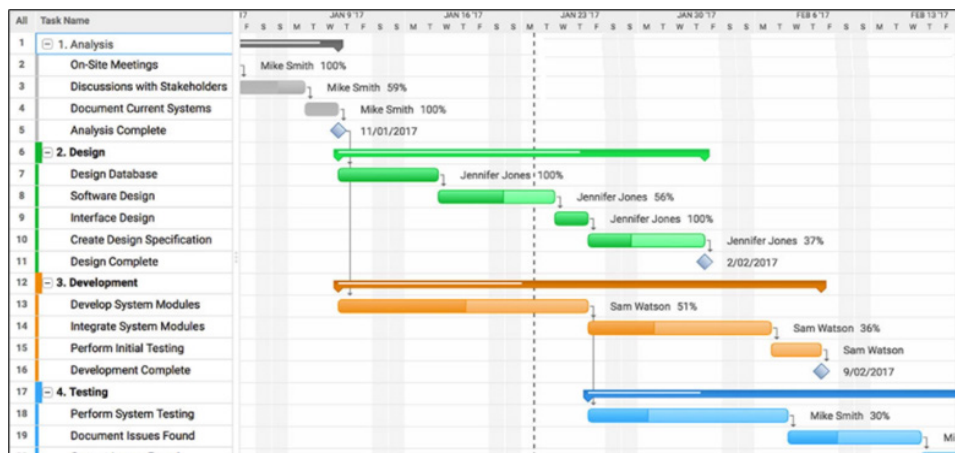 All Task Name '17 JAN 9 '17 JAN 16 '17 JAN 23 '17 JAN 30 '17 FEB 6 '17 FEB 13 '17
F S S M T W T F S S M T W T F S S M T W T F S S M T W T F S S M T W T F S S M T W T F
1 1. Analysis
2 On-Site Meetings Mike Smith 100%
3 Discussions with Stakeholders Mike Smith 59%
4 Document Current Systems Mike Smith 100%
5 Analysis Complete 11/01/2017
6 2. Design
7 Design Database Jennifer Jones 100%
8 Software Design Jennifer Jones 56%
9 Interface Design Jennifer Jones 100%
10 Create Design Specification Jennifer Jones 37%
11 Design Complete 2/02/2017
12 3. Development
13 Develop System Modules Sam Watson 51%
14 Integrate System Modules Sam Watson 36%
15 Perform Initial Testing Sam Watson
16 Development Complete 9/02/2017
17 4. Testing
18 Perform System Testing Mike Smith 30%
19 Document Issues Found Mi